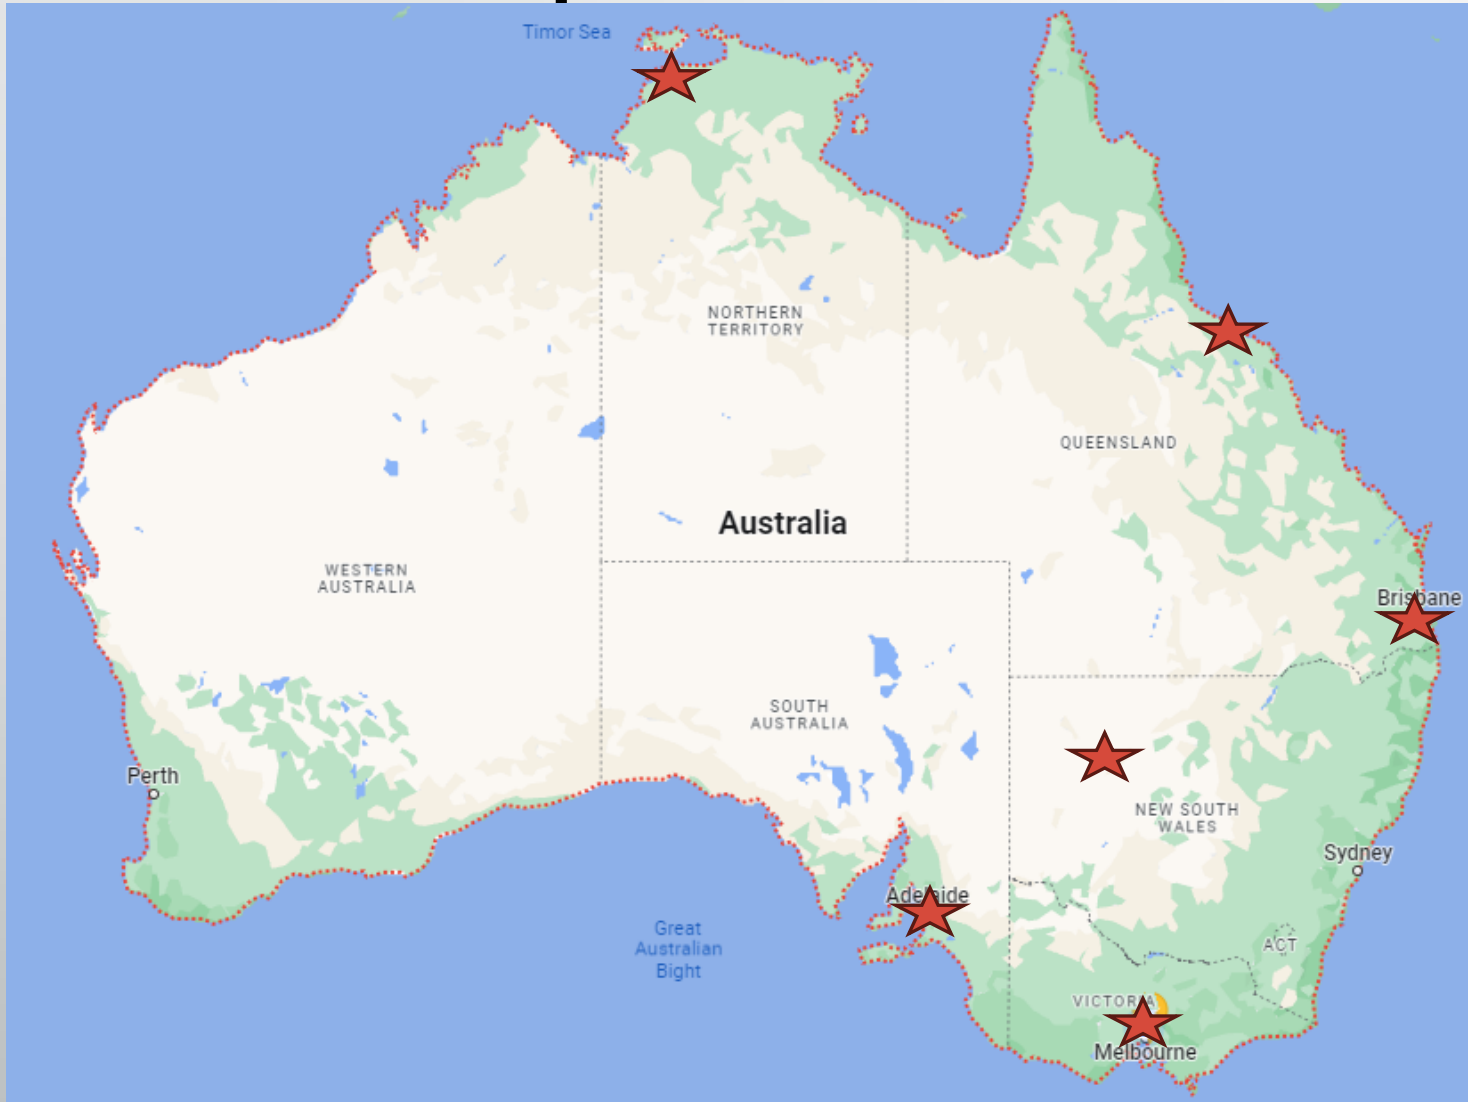 Timor Sea
NORTHERN
TERRITORY
QUEENSLAND
Australia
WESTERN
AUSTRALIA
Brisbane
SOUTH
AUSTRALIA
Perth
NEW SOUTH
WALES
Sydney
Adelaide
Great
Australian
Bight
ACT
VICTORIA
Melbourne